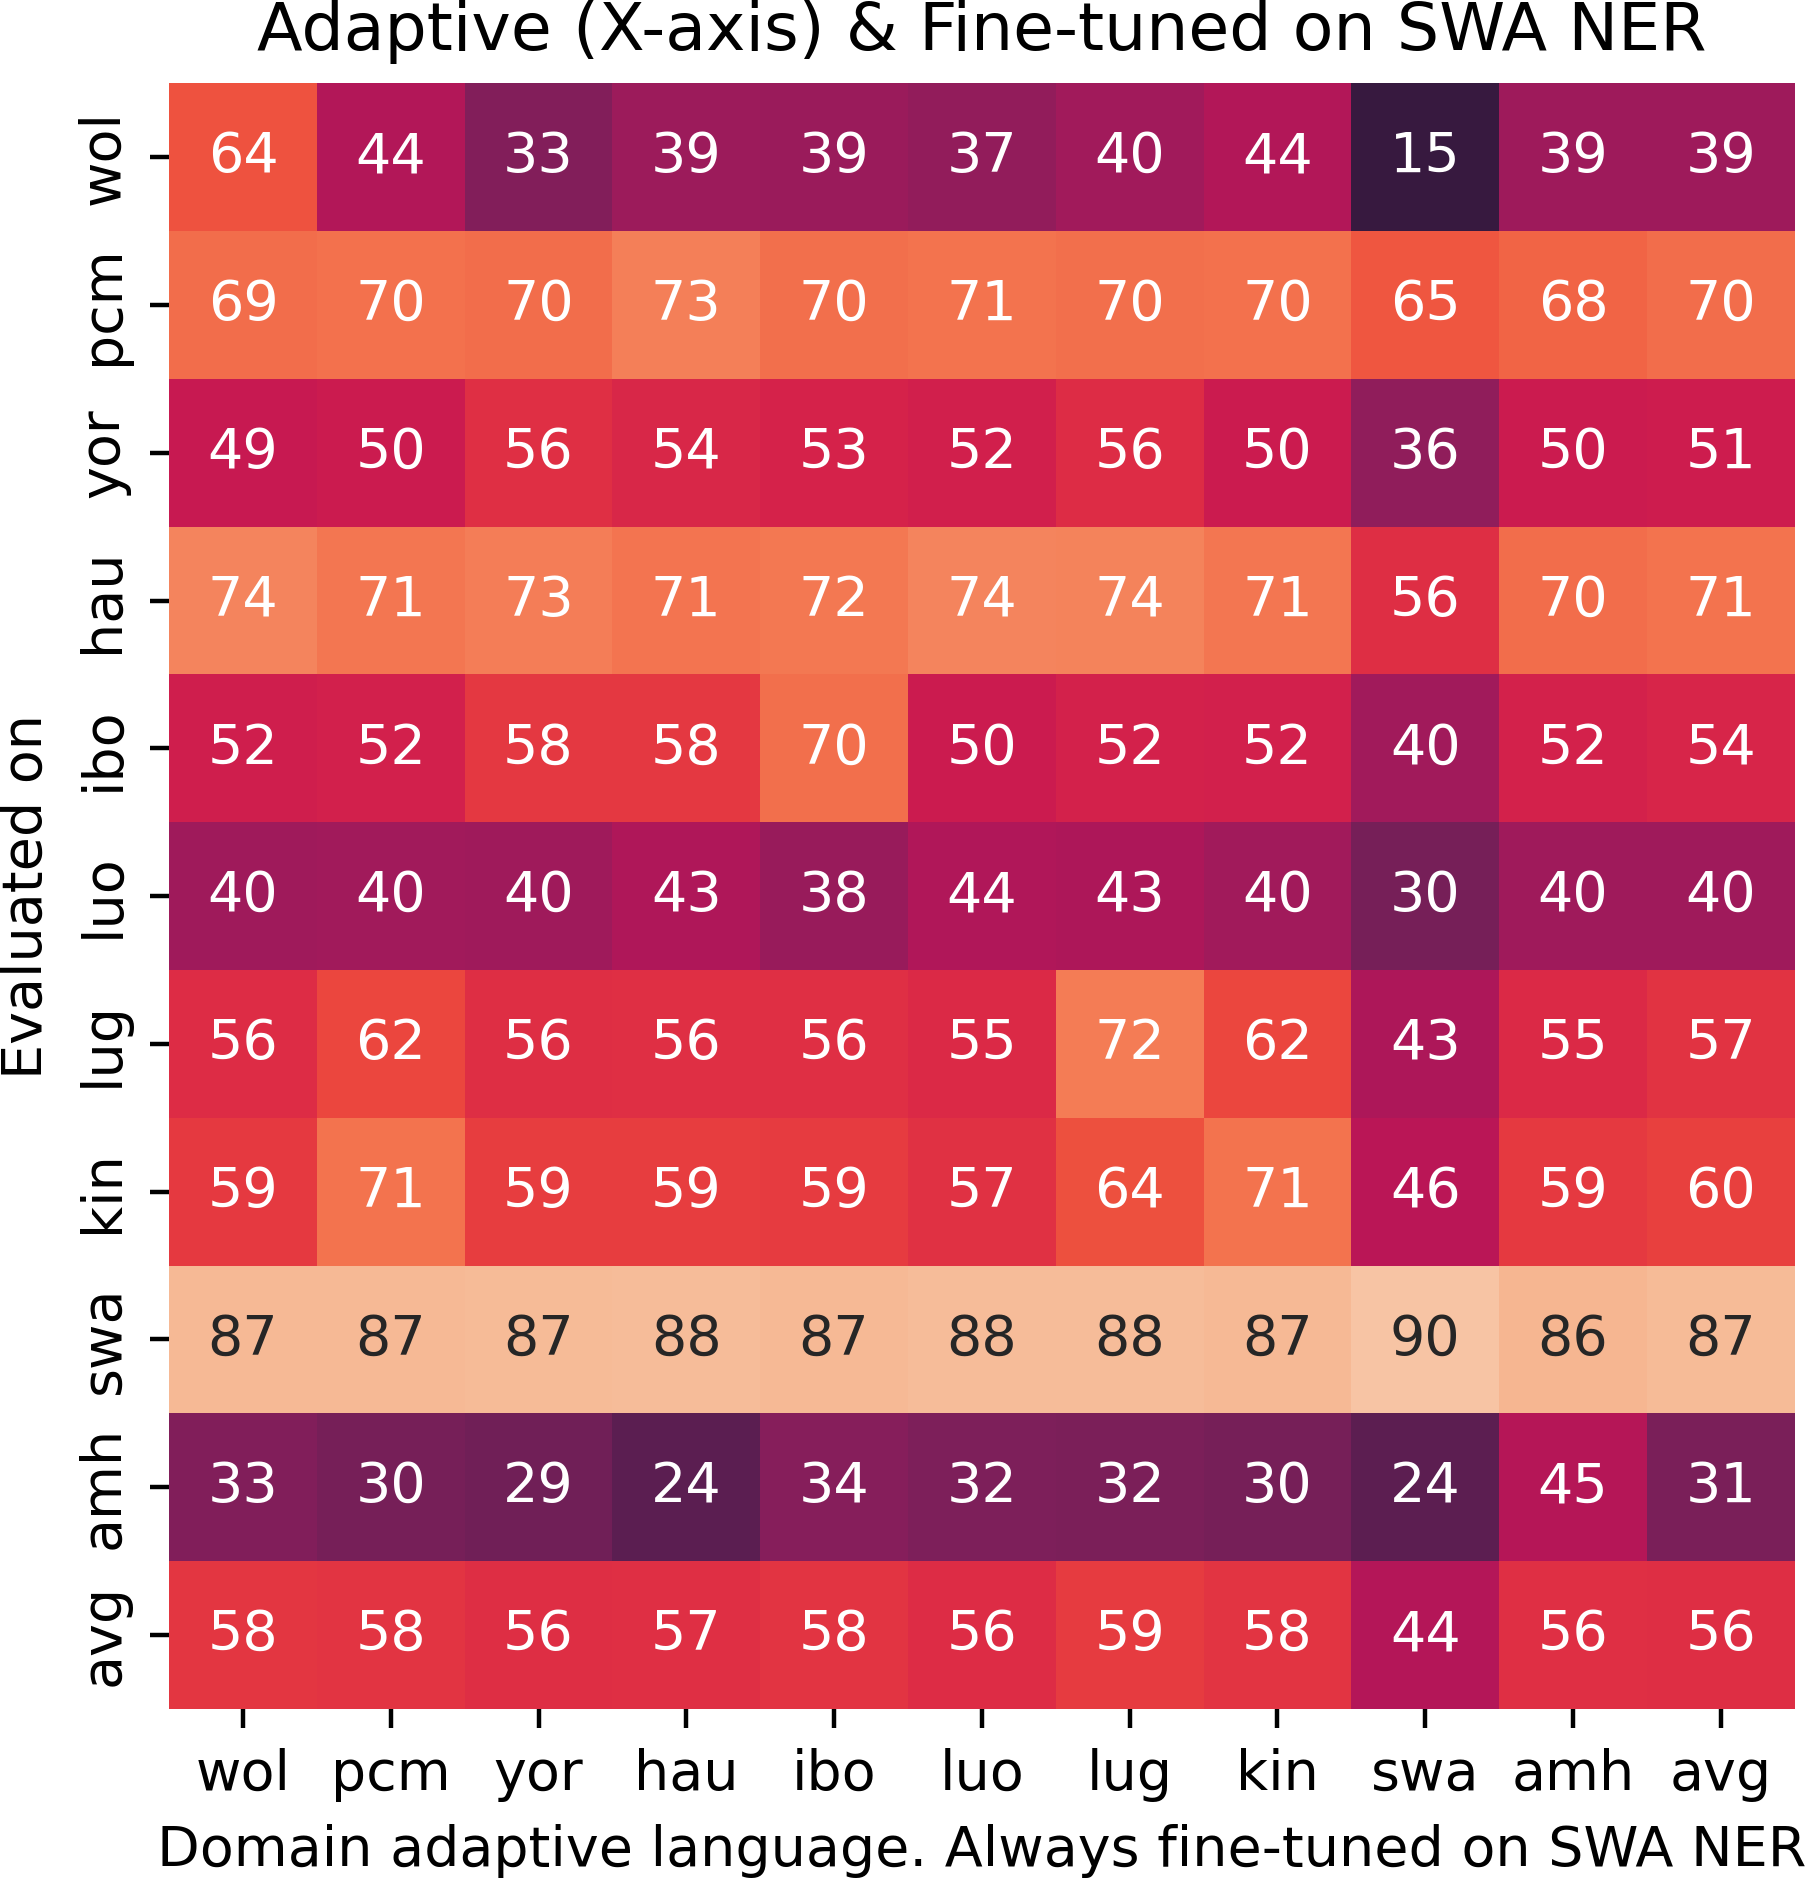 Adaptive (X-axis) & Fine-tuned on SWA NER
Evaluated on
wol 64 44 33 39 39 37 40 44 15 39 39
pcm 69 70 70 73 70 71 70 70 65 68 70
yor 49 50 56 54 53 52 56 50 36 50 51
hau 74 71 73 71 72 74 74 71 56 70 71
ibo 52 52 58 58 70 50 52 52 40 52 54
luo 40 40 40 43 38 44 43 40 30 40 40
lug 56 62 56 56 56 55 72 62 43 55 57
kin 59 71 59 59 59 57 64 71 46 59 60
swa 87 87 87 88 87 88 88 87 90 86 87
amh 33 30 29 24 34 32 32 30 24 45 31
avg 58 58 56 57 58 56 59 58 44 56 56
wol pcm yor hau ibo luo lug kin swa amh avg
Domain adaptive language. Always fine-tuned on SWA NER